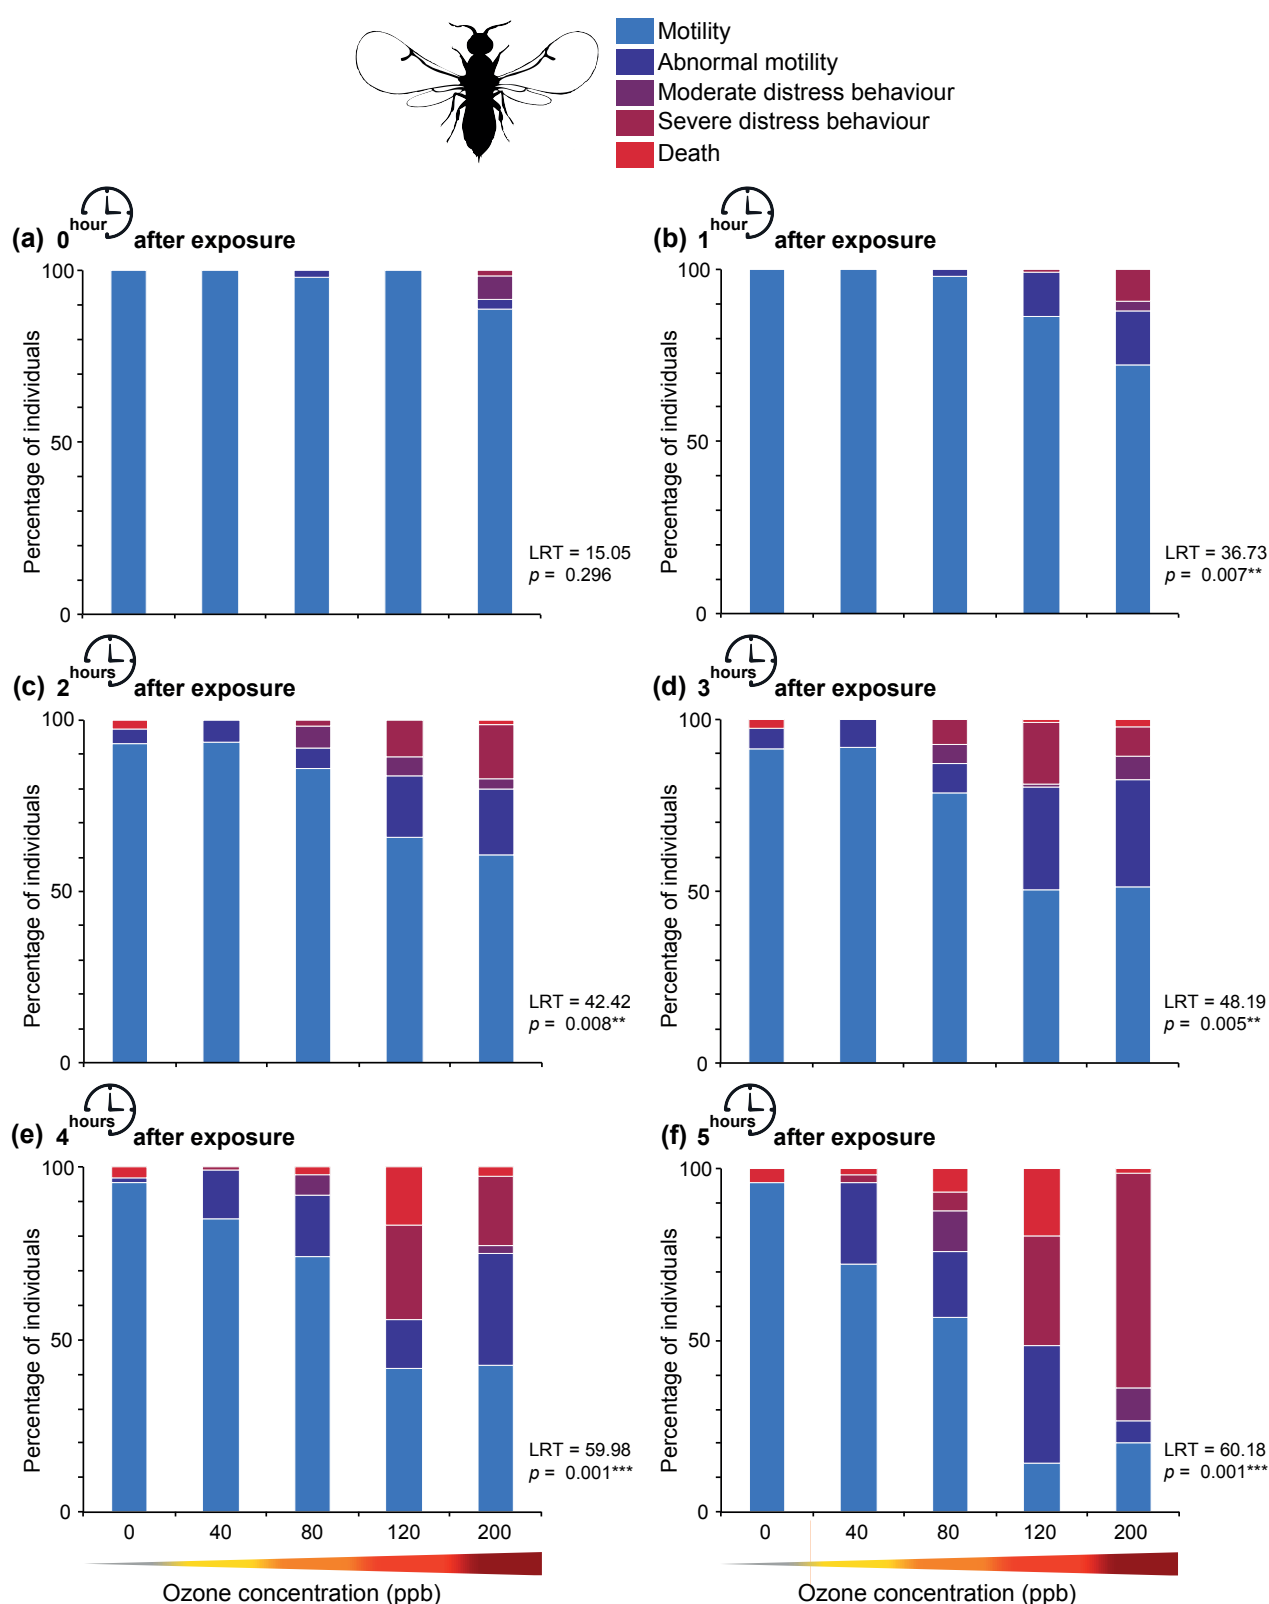 Motility
Abnormal motility
Moderate distress behaviour
Severe distress behaviour
Death
(a) 0 hour after exposure
100
50
0
Percentage of individuals
LRT = 15.05
p = 0.296
(b) 1 hour after exposure
100
50
0
Percentage of individuals
LRT = 36.73
p = 0.007**
(c) 2 hours after exposure
100
50
0
Percentage of individuals
LRT = 42.42
p = 0.008**
(d) 3 hours after exposure
100
50
0
Percentage of individuals
LRT = 48.19
p = 0.005**
(e) 4 hours after exposure
100
50
0
Percentage of individuals
LRT = 59.98
p = 0.001***
0 40 80 120 200
Ozone concentration (ppb)
(f) 5 hours after exposure
100
50
0
Percentage of individuals
LRT = 60.18
p = 0.001***
0 40 80 120 200
Ozone concentration (ppb)